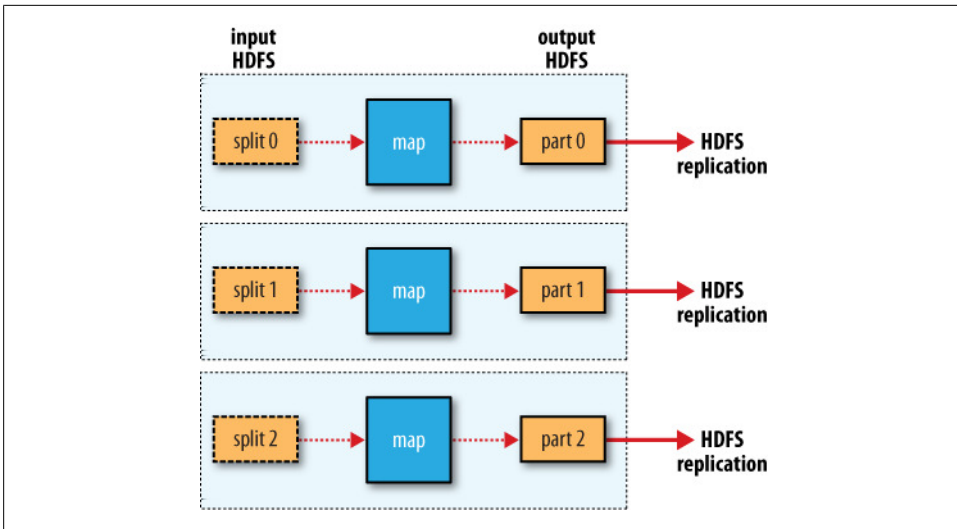 input
HDFS
output
HDFS
split 0
map
part 0
HDFS
replication
split 1
map
part 1
HDFS
replication
split 2
map
part 2
HDFS
replication